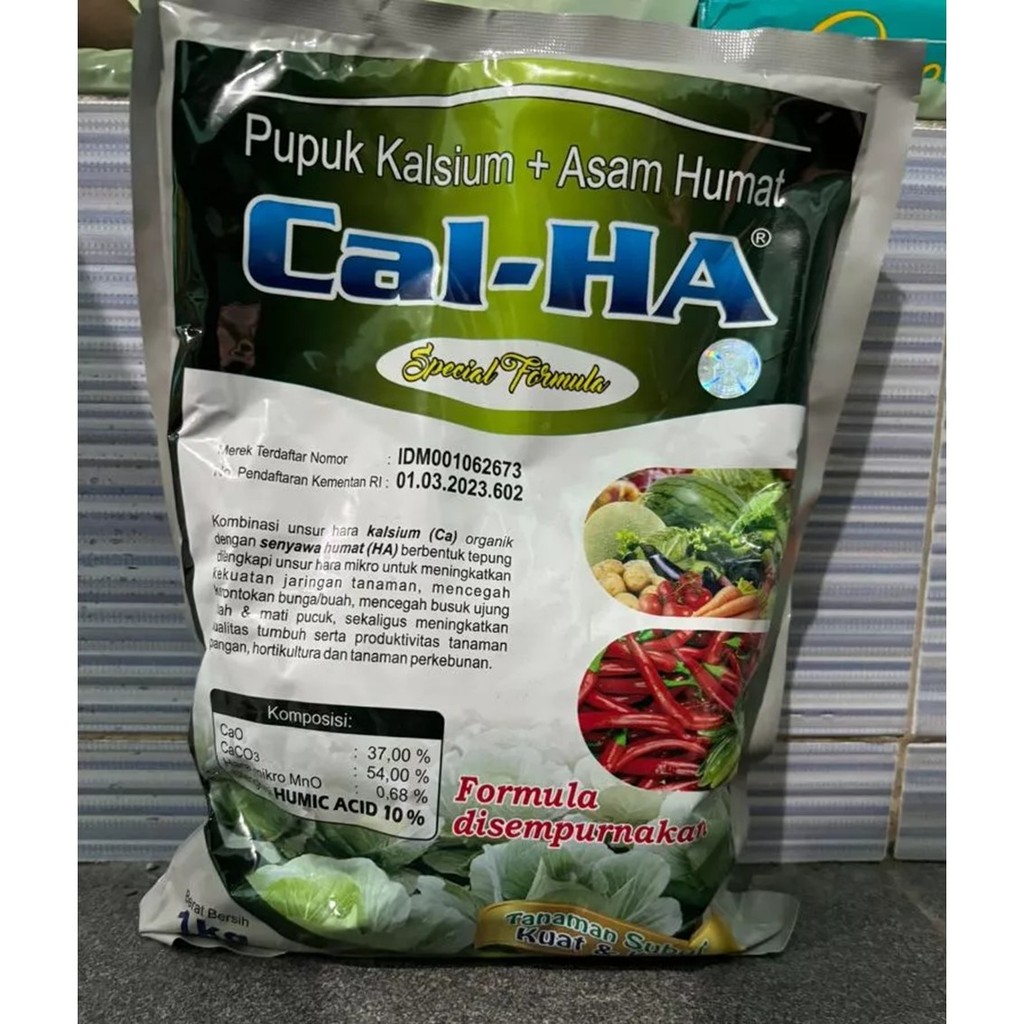 Pupuk Kalsium + Asam Humat
Cal-HA®
Special Formula
Merek Terdaftar Nomor : IDM001062673
No. Pendaftaran Kementan RI : 01.03.2023.602
Kombinasi unsur hara kalsium (Ca) organik
dengan senyawa humat (HA) berbentuk tepung
dilengkapi unsur hara mikro untuk meningkatkan
kekuatan jaringan tanaman, mencegah
kerontokan bunga/buah, mencegah busuk ujung
& mati pucuk, sekaligus meningkatkan
kualitas tumbuh serta produktivitas tanaman
pangan, hortikultura dan tanaman perkebunan.
Komposisi:
CaO : 37,00 %
CaCO3 : 54,00 %
mikro MnO : 0,68 %
HUMIC ACID 10 %
Formula
disempurnakan
Berat Bersih
1kg
Tanaman Subur
Kuat &